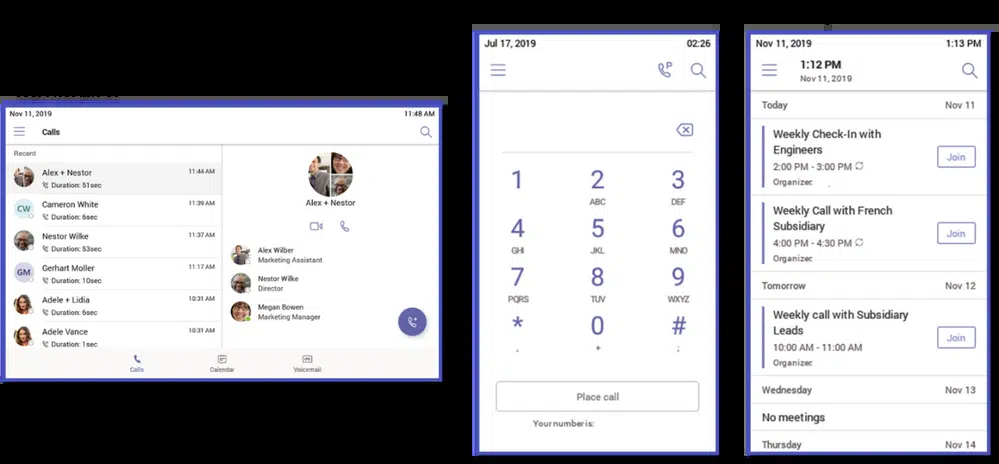 Nov 11, 2019 11:48 AM
Calls
Recent
Alex + Nestor 11:44 AM
Duration: 51sec
CW Cameron White 11:39 AM
Duration: 6sec
Nestor Wilke 11:37 AM
Duration: 53sec
GM Gerhart Moller 11:17 AM
Duration: 10sec
Adele + Lidia 10:31 AM
Duration: 6sec
Adele Vance 10:31 AM
Duration: 1sec
Alex + Nestor
Alex Wilber
Marketing Assistant
Nestor Wilke
Director
Megan Bowen
Marketing Manager
Calls Calendar Voicemail
Jul 17, 2019 02:26
P
1 2 3
ABC DEF
4 5 6
GHI JKL MNO
7 8 9
PQRS TUV WXYZ
* 0 #
, + ;
Place call
Your number is:
Nov 11, 2019 1:13 PM
1:12 PM
Nov 11, 2019
Today Nov 11
Weekly Check-In with
Engineers
2:00 PM - 3:00 PM
Organizer:
Join
Weekly Call with French
Subsidiary
4:00 PM - 4:30 PM
Organizer:
Join
Tomorrow Nov 12
Weekly call with Subsidiary
Leads
10:00 AM - 11:00 AM
Organizer:
Join
Wednesday Nov 13
No meetings
Thursday Nov 14